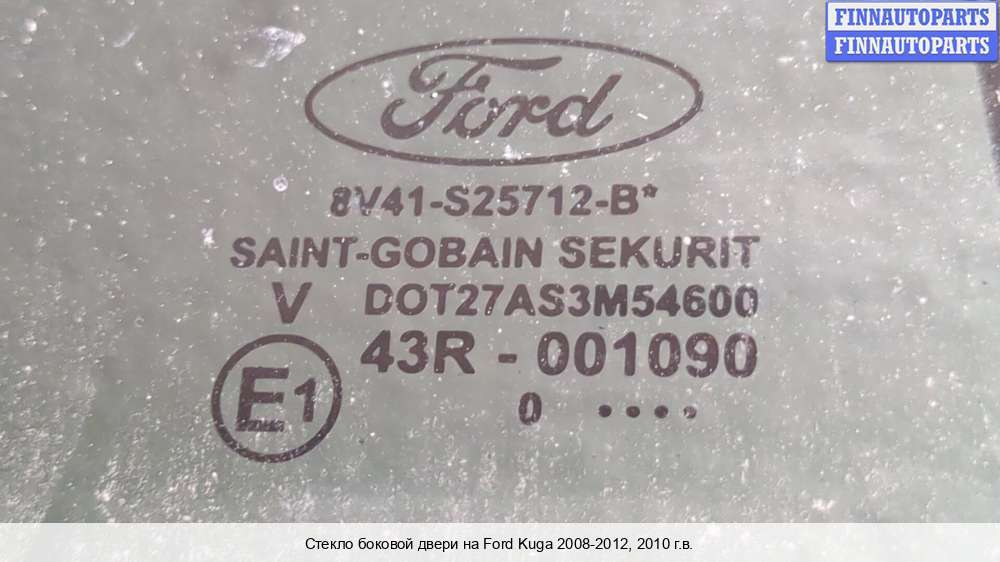 FINNAUTOPARTS
FINNAUTOPARTS
Ford
8V41-S25712-B*
SAINT-GOBAIN SEKURIT
V DOT27AS3M54600
43R - 001090
E1
0 ....
Стекло боковой двери на Ford Kuga 2008-2012, 2010 г.в.